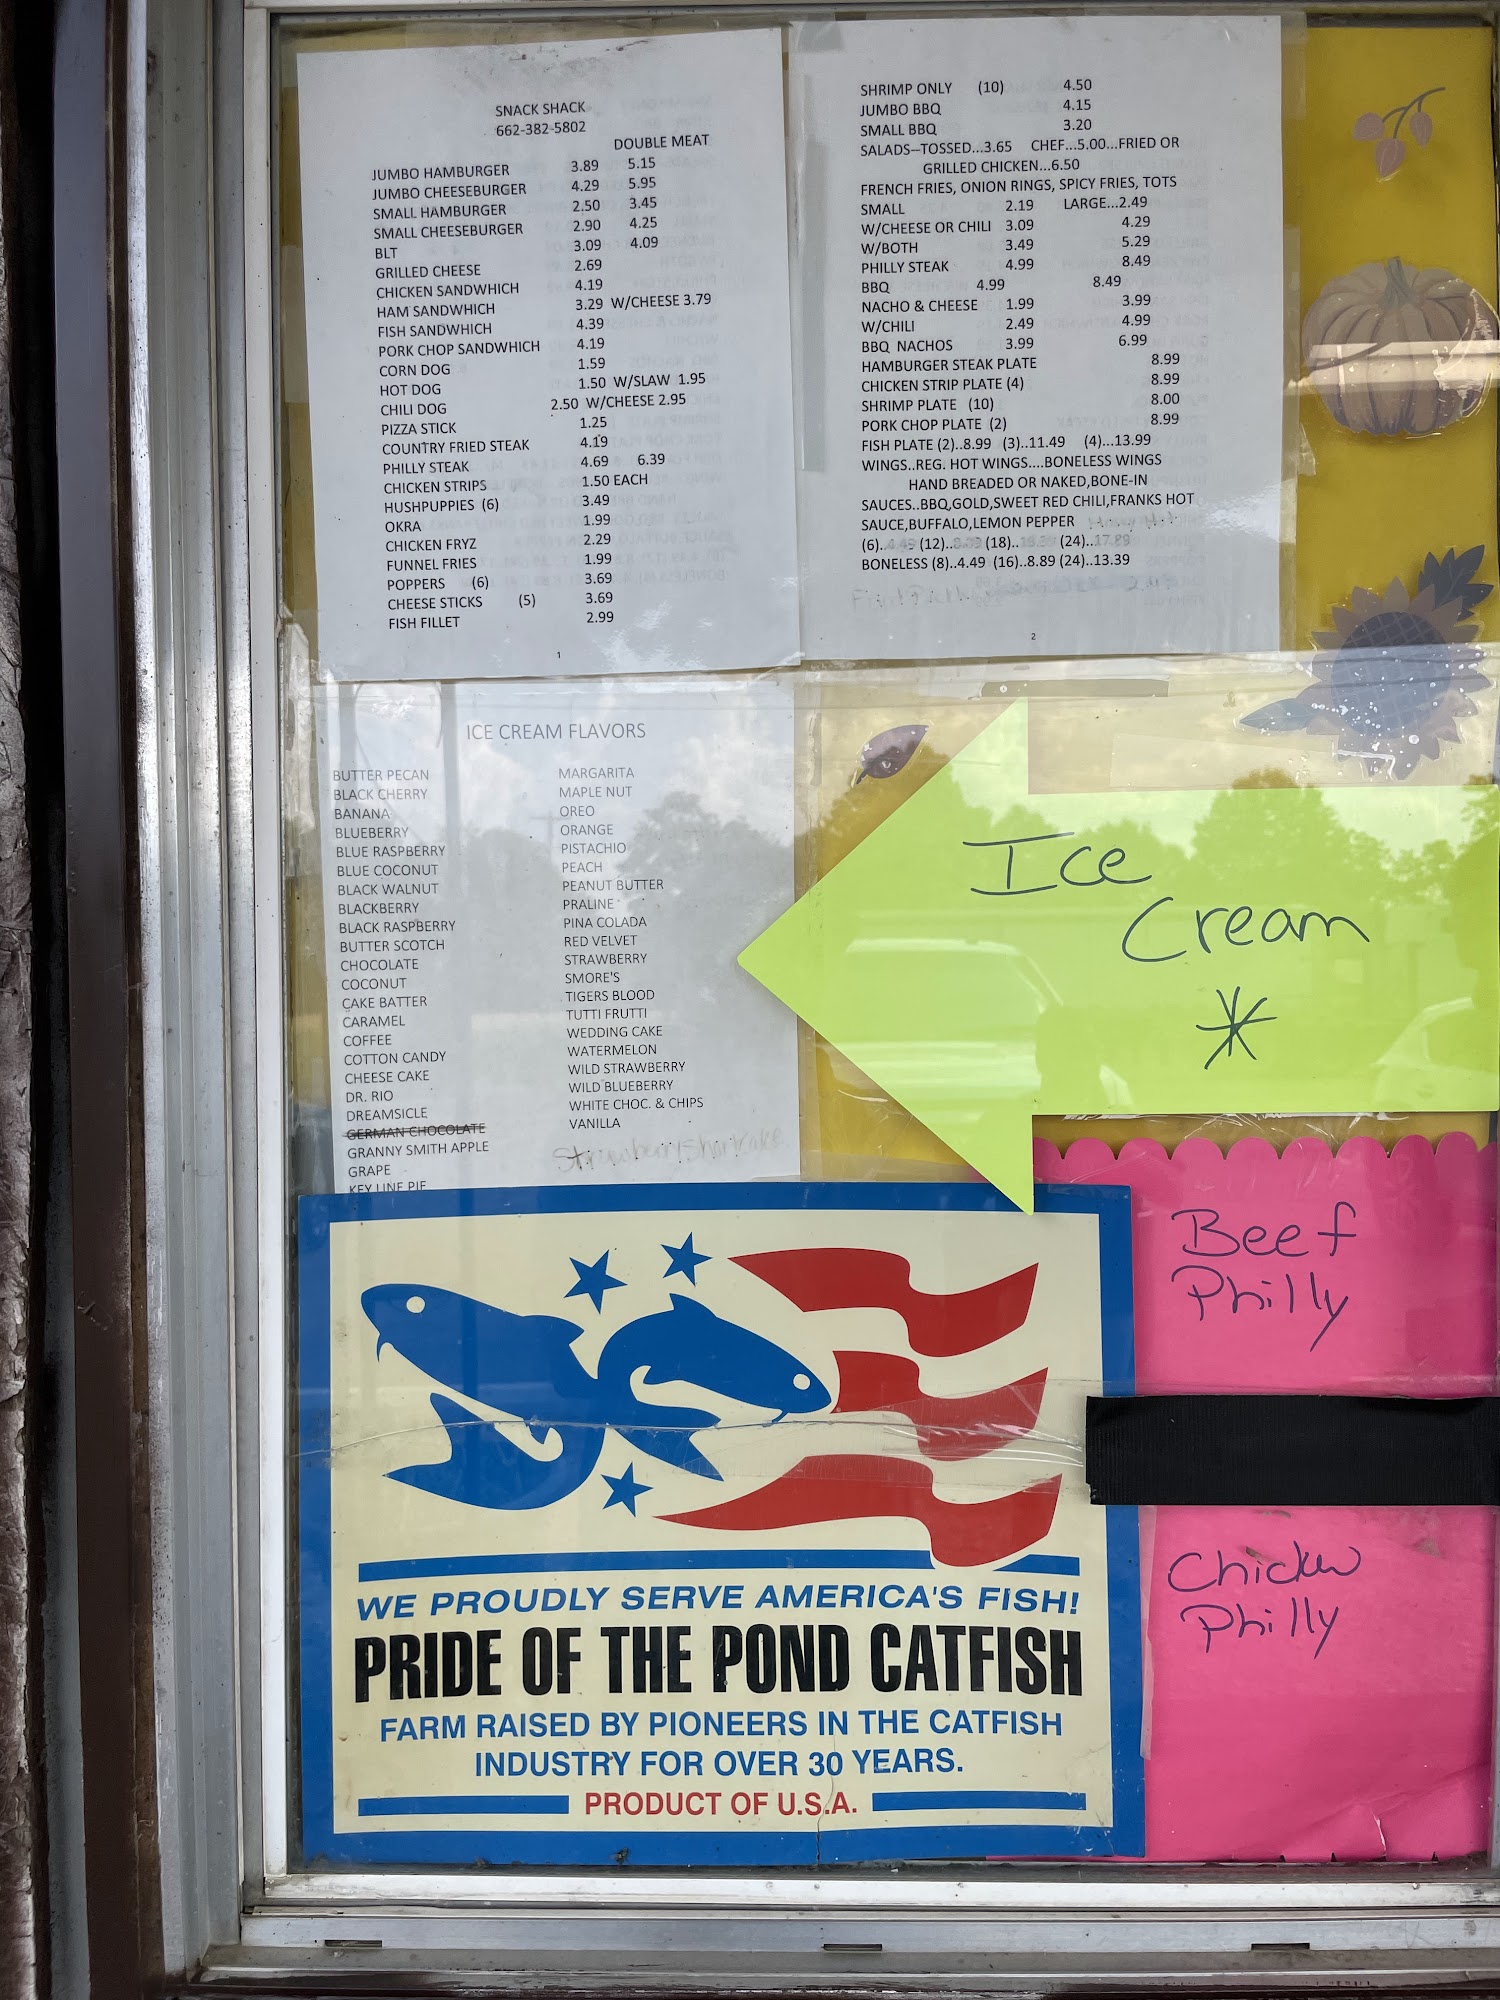 SNACK SHACK
662-382-5802
DOUBLE MEAT
JUMBO HAMBURGER 3.89 5.15
JUMBO CHEESEBURGER 4.29 5.95
SMALL HAMBURGER 2.50 3.45
SMALL CHEESEBURGER 2.90 4.25
BLT 3.09 4.09
GRILLED CHEESE 2.69
CHICKEN SANDWHICH 4.19
HAM SANDWHICH 3.29 W/CHEESE 3.79
FISH SANDWHICH 4.39
PORK CHOP SANDWHICH 4.19
CORN DOG 1.59
HOT DOG 1.50 W/SLAW 1.95
CHILI DOG 2.50 W/CHEESE 2.95
PIZZA STICK 1.25
COUNTRY FRIED STEAK 4.19
PHILLY STEAK 4.69 6.39
CHICKEN STRIPS 1.50 EACH
HUSHPUPPIES (6) 3.49
OKRA 1.99
CHICKEN FRYZ 2.29
FUNNEL FRIES 1.99
POPPERS (6) 3.69
CHEESE STICKS (5) 3.69
FISH FILLET 2.99
1
SHRIMP ONLY (10) 4.50
JUMBO BBQ 4.15
SMALL BBQ 3.20
SALADS--TOSSED...3.65 CHEF...5.00...FRIED OR
GRILLED CHICKEN...6.50
FRENCH FRIES, ONION RINGS, SPICY FRIES, TOTS
SMALL 2.19 LARGE...2.49
W/CHEESE OR CHILI 3.09 4.29
W/BOTH 3.49 5.29
PHILLY STEAK 4.99 8.49
BBQ 4.99 8.49
NACHO & CHEESE 1.99 3.99
W/CHILI 2.49 4.99
BBQ NACHOS 3.99 6.99
HAMBURGER STEAK PLATE 8.99
CHICKEN STRIP PLATE (4) 8.99
SHRIMP PLATE (10) 8.00
PORK CHOP PLATE (2) 8.99
FISH PLATE (2)..8.99 (3)..11.49 (4)...13.99
WINGS..REG. HOT WINGS....BONELESS WINGS
HAND BREADED OR NAKED,BONE-IN
SAUCES..BBQ,GOLD,SWEET RED CHILI,FRANKS HOT
SAUCE,BUFFALO,LEMON PEPPER
(6)..4.49 (12)..8.89 (18).. (24)..17.89
BONELESS (8)..4.49 (16)..8.89 (24)..13.39
2
ICE CREAM FLAVORS
BUTTER PECAN
BLACK CHERRY
BANANA
BLUEBERRY
BLUE RASPBERRY
BLUE COCONUT
BLACK WALNUT
BLACKBERRY
BLACK RASPBERRY
BUTTER SCOTCH
CHOCOLATE
COCONUT
CAKE BATTER
CARAMEL
COFFEE
COTTON CANDY
CHEESE CAKE
DR. RIO
DREAMSICLE
GERMAN CHOCOLATE
GRANNY SMITH APPLE
GRAPE
KEY LINE PIE
MARGARITA
MAPLE NUT
OREO
ORANGE
PISTACHIO
PEACH
PEANUT BUTTER
PRALINE
PINA COLADA
RED VELVET
STRAWBERRY
SMORE'S
TIGERS BLOOD
TUTTI FRUTTI
WEDDING CAKE
WATERMELON
WILD STRAWBERRY
WILD BLUEBERRY
WHITE CHOC. & CHIPS
VANILLA
Strawberry Shortcake
Ice
Cream
*
Beef
Philly
Chicken
Philly
WE PROUDLY SERVE AMERICA'S FISH!
PRIDE OF THE POND CATFISH
FARM RAISED BY PIONEERS IN THE CATFISH
INDUSTRY FOR OVER 30 YEARS.
PRODUCT OF U.S.A.